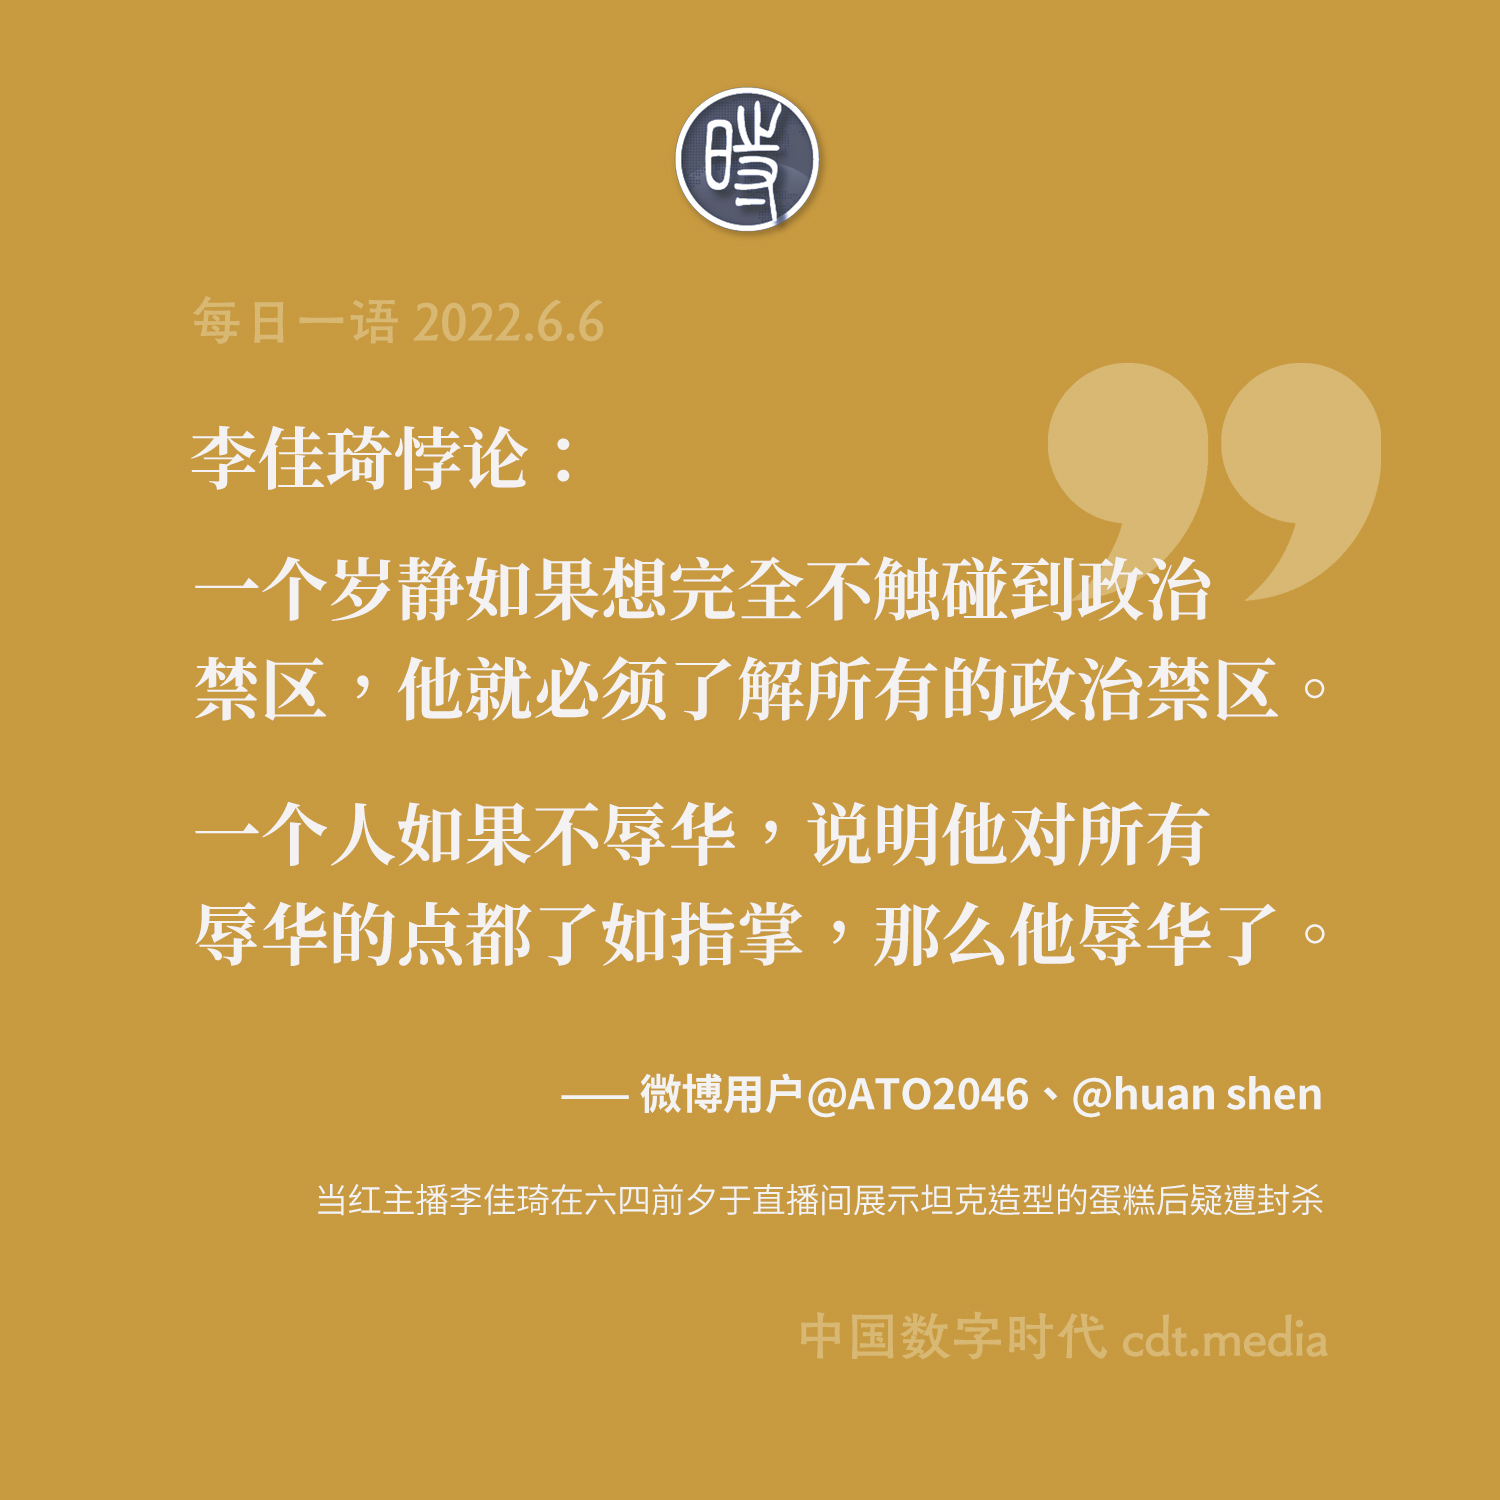 時
每日一语 2022.6.6
李佳琦悖论：
一个岁静如果想完全不触碰到政治
禁区，他就必须了解所有的政治禁区。
一个人如果不辱华，说明他对所有
辱华的点都了如指掌，那么他辱华了。
—— 微博用户@ATO2046、@huan shen
当红主播李佳琦在六四前夕于直播间展示坦克造型的蛋糕后疑遭封杀
中国数字时代 cdt.media